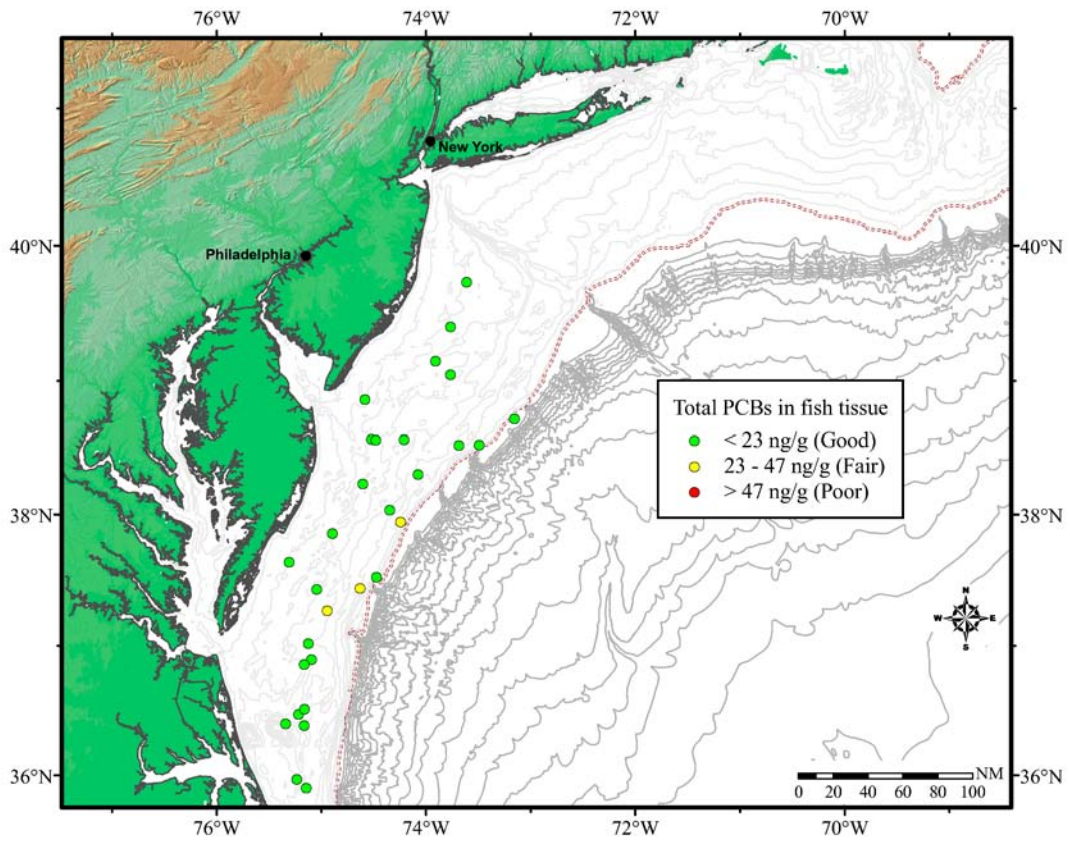 76°W 74°W 72°W 70°W
New York
40°N 40°N
Philadelphia
Total PCBs in fish tissue
< 23 ng/g (Good)
23 - 47 ng/g (Fair)
> 47 ng/g (Poor)
38°N 38°N
N
W E
S
36°N 36°N
NM
0 20 40 60 80 100
76°W 74°W 72°W 70°W